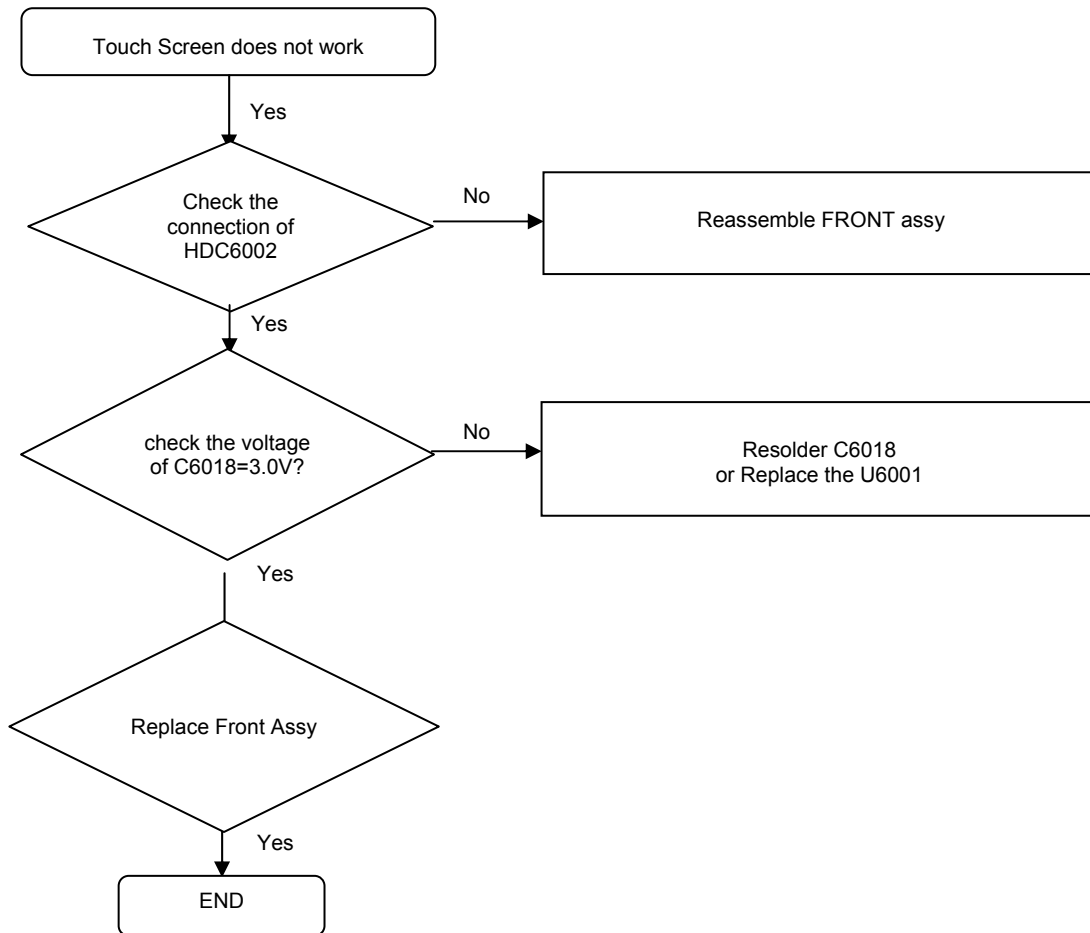 Touch Screen does not work
Yes
Check the
connection of
HDC6002
No
Reassemble FRONT assy
Yes
check the voltage
of C6018=3.0V?
No
Resolder C6018
or Replace the U6001
Yes
Replace Front Assy
Yes
END